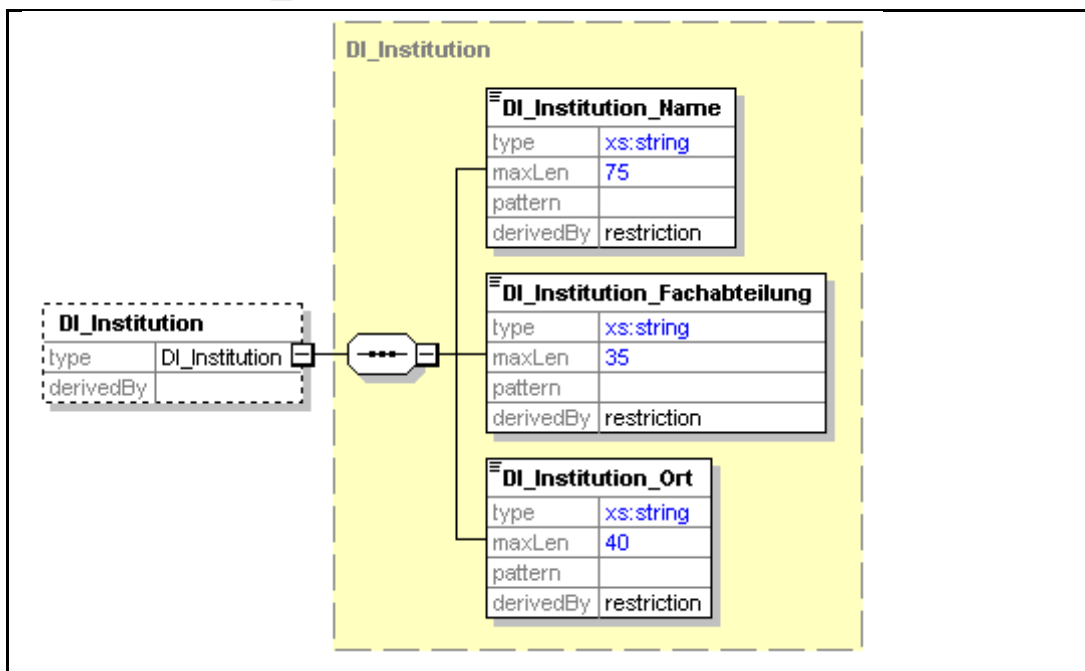 DI_Institution
DI_Institution_Name
type xs:string
maxLen 75
pattern
derivedBy restriction
DI_Institution_Fachabteilung
type xs:string
maxLen 35
pattern
derivedBy restriction
DI_Institution
type DI_Institution
derivedBy
DI_Institution_Ort
type xs:string
maxLen 40
pattern
derivedBy restriction